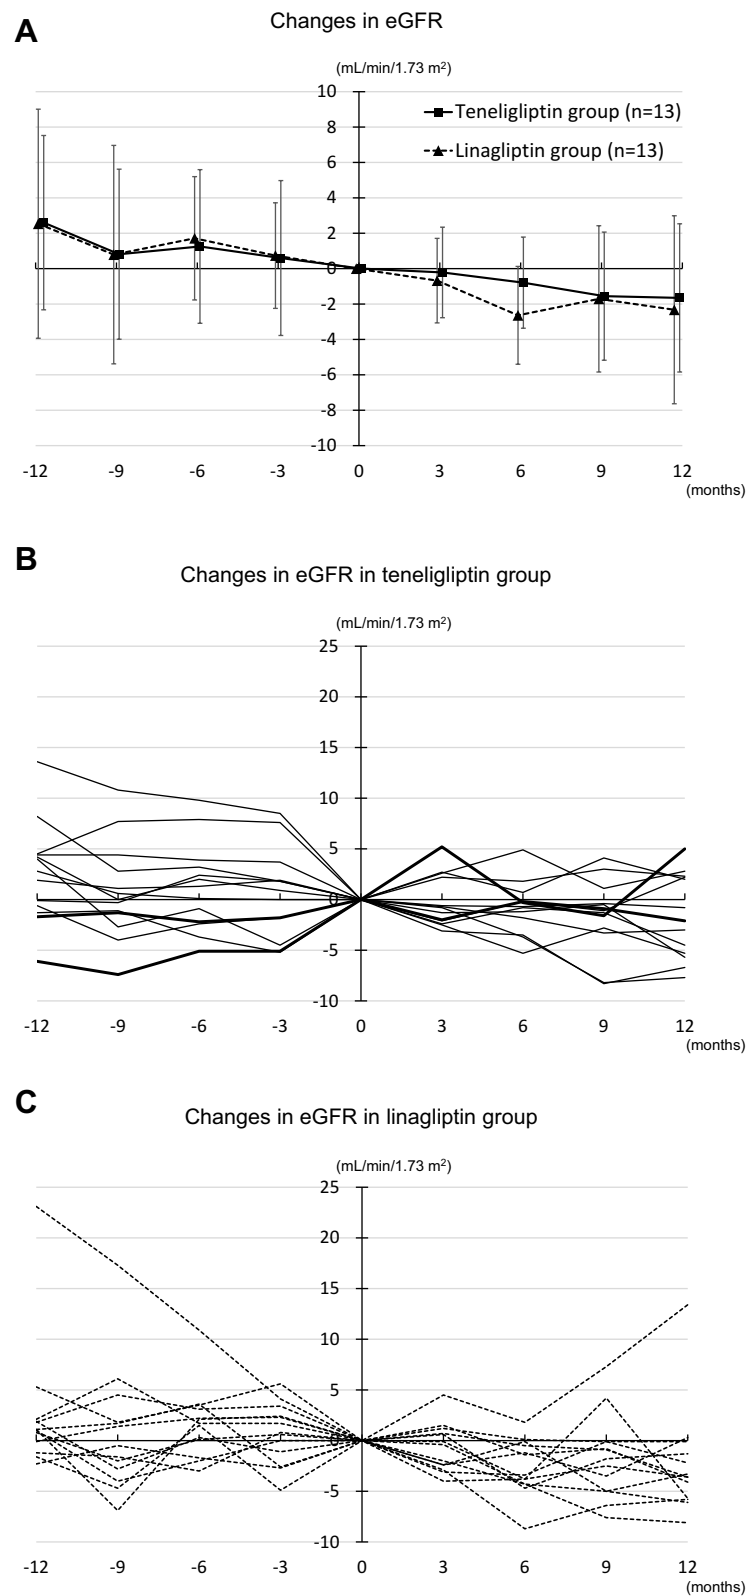 A
Changes in eGFR
(mL/min/1.73 m²)
10
8
6
4
2
0
-2
-4
-6
-8
-10
Teneligliptin group (n=13)
Linagliptin group (n=13)
-12 -9 -6 -3 0 3 6 9 12
(months)
B
Changes in eGFR in teneligliptin group
(mL/min/1.73 m²)
25
20
15
10
5
0
-5
-10
-12 -9 -6 -3 0 3 6 9 12
(months)
C
Changes in eGFR in linagliptin group
(mL/min/1.73 m²)
25
20
15
10
5
0
-5
-10
-12 -9 -6 -3 0 3 6 9 12
(months)